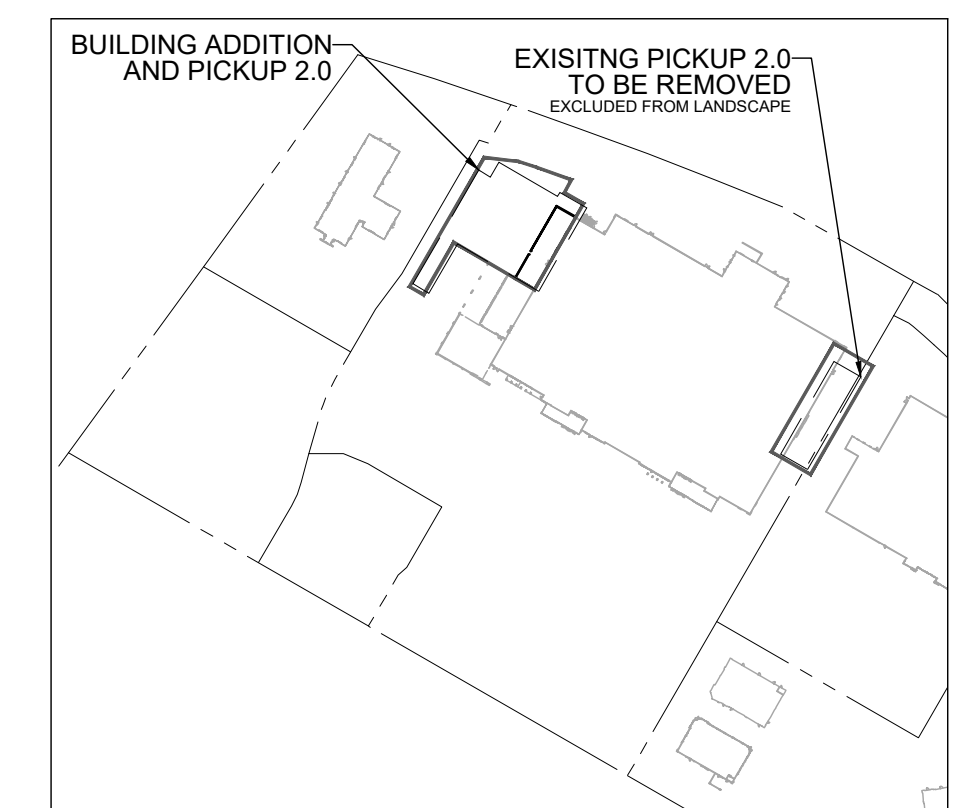 BUILDING ADDITION
AND PICKUP 2.0
EXISITNG PICKUP 2.0
TO BE REMOVED
EXCLUDED FROM LANDSCAPE